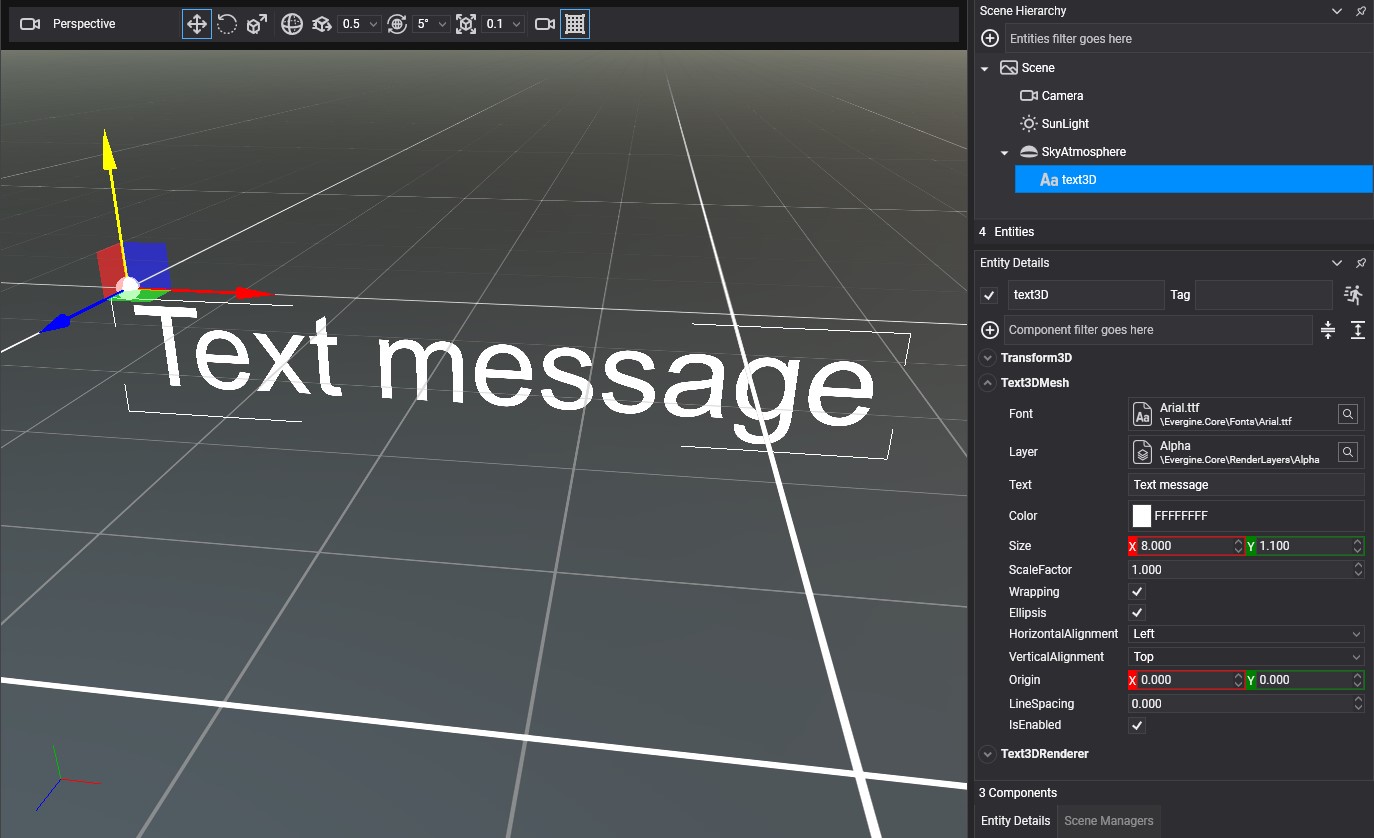 Perspective
0.5
5°
0.1
Text message
Scene Hierarchy
Entities filter goes here
Scene
Camera
SunLight
SkyAtmosphere
Aa text3D
4 Entities
Entity Details
text3D Tag
Component filter goes here
Transform3D
Text3DMesh
Font
Aa
Arial.ttf
\Evergine.Core\Fonts\Arial.ttf
Layer
Alpha
\Evergine.Core\RenderLayers\Alpha
Text Text message
Color FFFFFFFF
Size X 8.000 Y 1.100
ScaleFactor 1.000
Wrapping
Ellipsis
HorizontalAlignment Left
VerticalAlignment Top
Origin X 0.000 Y 0.000
LineSpacing 0.000
IsEnabled
Text3DRenderer
3 Components
Entity Details Scene Managers